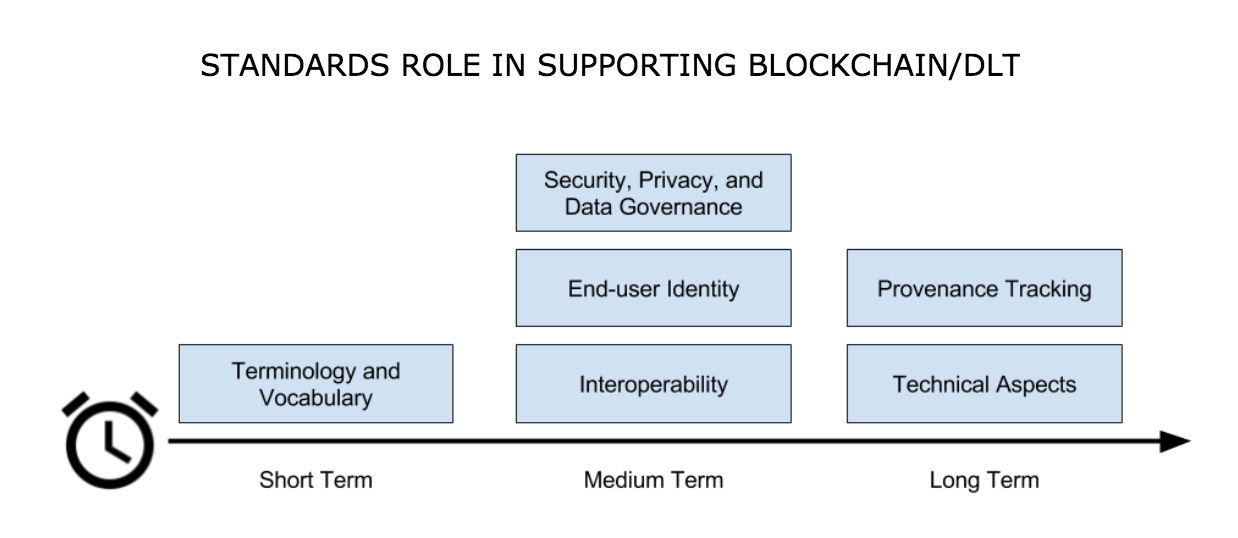 STANDARDS ROLE IN SUPPORTING BLOCKCHAIN/DLT
Security, Privacy, and
Data Governance
End-user Identity
Provenance Tracking
Terminology and
Vocabulary
Interoperability
Technical Aspects
Short Term
Medium Term
Long Term